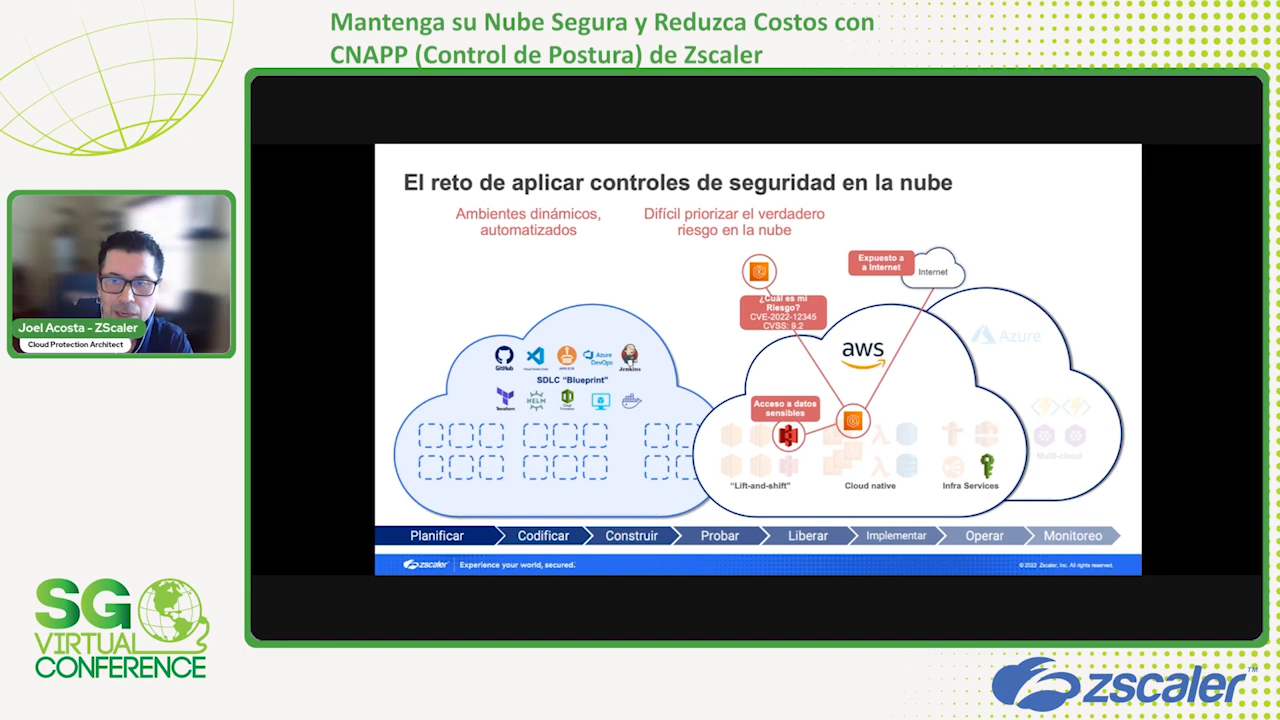 Mantenga su Nube Segura y Reduzca Costos con
CNAPP (Control de Postura) de Zscaler
El reto de aplicar controles de seguridad en la nube
Ambientes dinámicos,
automatizados
Difícil priorizar el verdadero
riesgo en la nube
Expuesto a
a Internet
Internet
¿Cuál es mi
Riesgo?
CVE-2022-12345
CVSS: 9.2
aws
Azure
GitHub
Azure
DevOps
Jenkins
SDLC “Blueprint”
Terraform
HELM
Acceso a datos
sensibles
Multi-cloud
“Lift-and-shift”
Cloud native
Infra Services
Planificar
Codificar
Construir
Probar
Liberar
Implementar
Operar
Monitoreo
zscaler
Experience your world, secured.
©2022 Zscaler, Inc. All rights reserved.
Joel Acosta - ZScaler
Cloud Protection Architect
SG
VIRTUAL
CONFERENCE
zscaler™